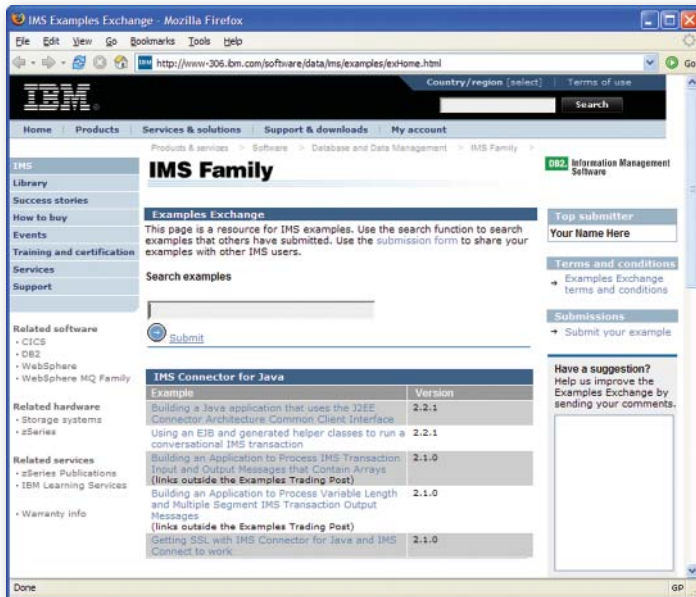 IMS Examples Exchange - Mozilla Firefox
File Edit View Go Bookmarks Tools Help
http://www-306.ibm.com/software/data/ims/examples/exHome.html
Go
Country/region [select] Terms of use
IBM
Search
Home Products Services & solutions Support & downloads My account
Products & services > Software > Database and Data Management > IMS Family >
IMS
Library
Success stories
How to buy
Events
Training and certification
Services
Support
Related software
• CICS
• DB2
• WebSphere
• WebSphere MQ Family
Related hardware
• Storage systems
• zSeries
Related services
• zSeries Publications
• IBM Learning Services
• Warranty info
IMS Family
DB2. Information Management
Software
Examples Exchange
This page is a resource for IMS examples. Use the search function to search
examples that others have submitted. Use the submission form to share your
examples with other IMS users.
Search examples
Submit
IMS Connector for Java
Example Version
Building a Java application that uses the J2EE 2.2.1
Connector Architecture Common Client Interface
Using an EJB and generated helper classes to run a 2.2.1
conversational IMS transaction
Building an Application to Process IMS Transaction 2.1.0
Input and Output Messages that Contain Arrays
(links outside the Examples Trading Post)
Building an Application to Process Variable Length 2.1.0
and Multiple Segment IMS Transaction Output
Messages
(links outside the Examples Trading Post)
Getting SSL with IMS Connector for Java and IMS 2.1.0
Connect to work
Top submitter
Your Name Here
Terms and conditions
Examples Exchange
terms and conditions
Submissions
Submit your example
Have a suggestion?
Help us improve the
Examples Exchange by
sending your comments.
Done
GP